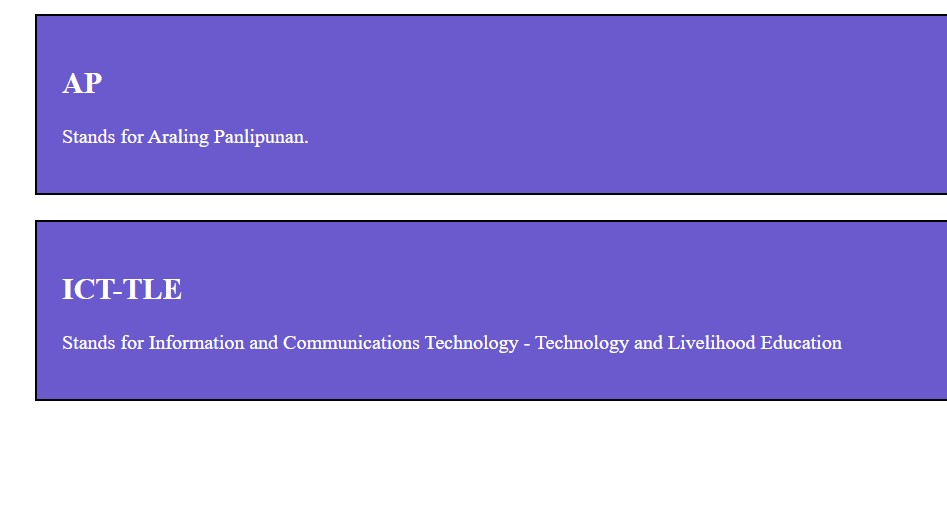 AP
Stands for Araling Panlipunan.
ICT-TLE
Stands for Information and Communications Technology - Technology and Livelihood Education